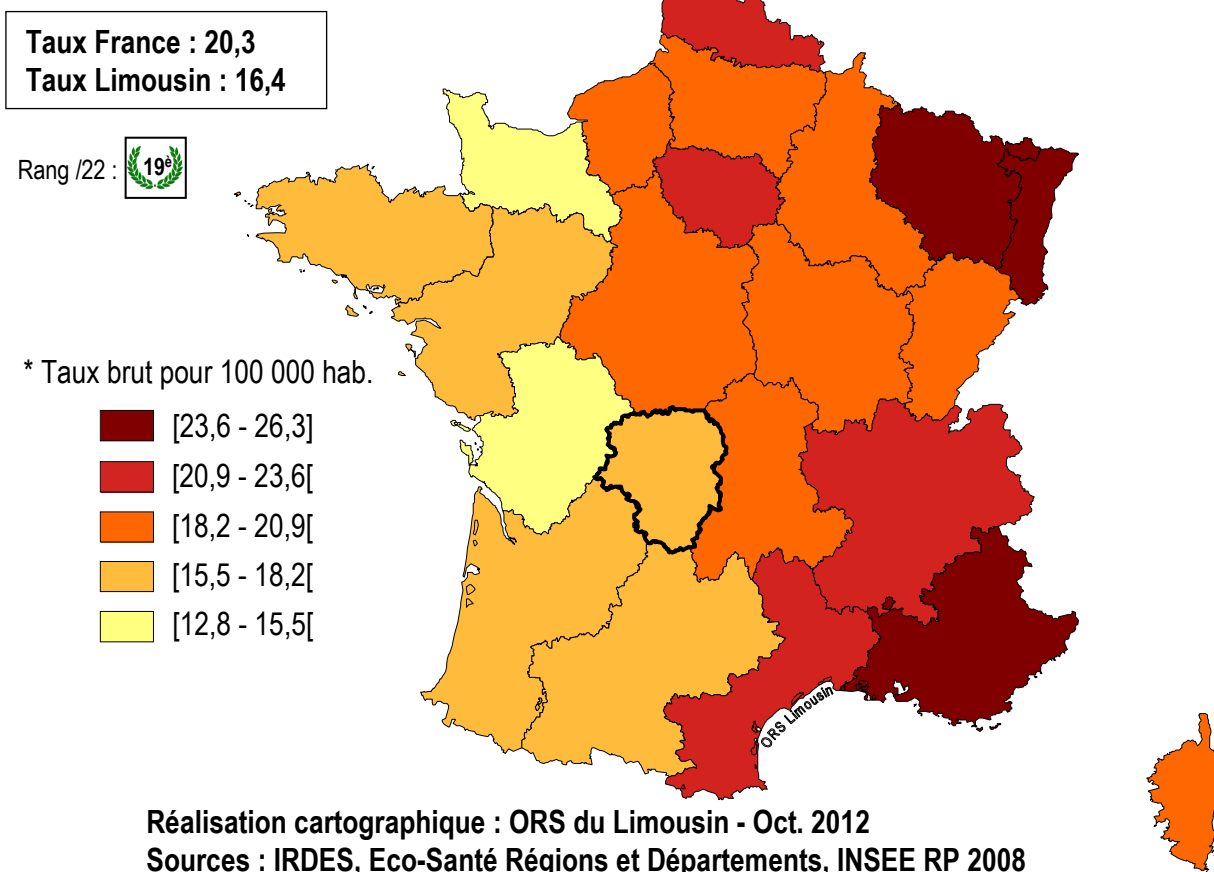 Taux France : 20,3
Taux Limousin : 16,4
Rang /22 : 19è
* Taux brut pour 100 000 hab.
[23,6 - 26,3]
[20,9 - 23,6[
[18,2 - 20,9[
[15,5 - 18,2[
[12,8 - 15,5[
ORS Limousin
Réalisation cartographique : ORS du Limousin - Oct. 2012
Sources : IRDES, Eco-Santé Régions et Départements, INSEE RP 2008